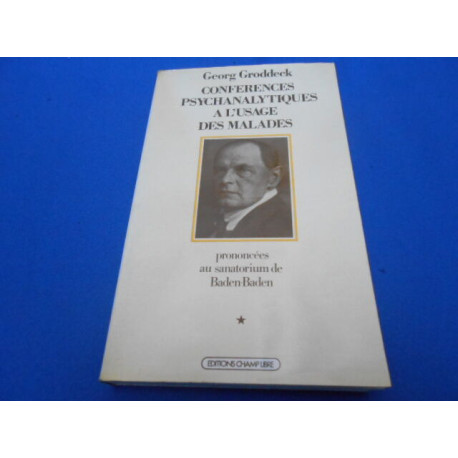 Georg Groddeck
CONFERENCES
PSYCHANALYTIQUES
A L'USAGE
DES MALADES
prononcées
au sanatorium de
Baden-Baden
EDITIONS CHAMP LIBRE